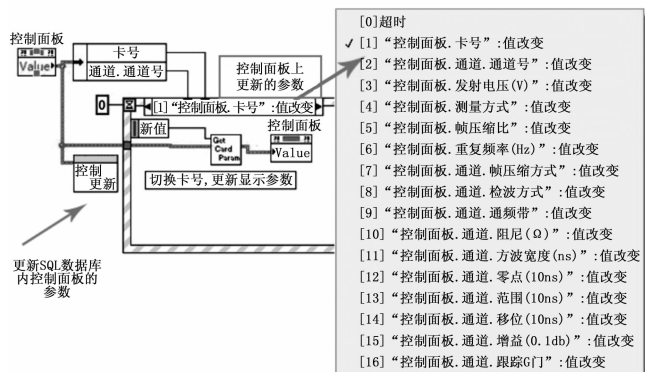 控制面板
Value
卡号
通道.通道号
控制面板上
更新的参数
0
[1]“控制面板.卡号”:值改变
新值
Get
Card
Param
控制面板
Value
控制
更新
切换卡号,更新显示参数
更新SQL数据库
内控制面板的
参数
[0]超时
✓ [1]“控制面板.卡号”:值改变
[2]“控制面板.通道.通道号”:值改变
[3]“控制面板.发射电压(V)”:值改变
[4]“控制面板.测量方式”:值改变
[5]“控制面板.帧压缩比”:值改变
[6]“控制面板.重复频率(Hz)”:值改变
[7]“控制面板.通道.帧压缩方式”:值改变
[8]“控制面板.通道.检波方式”:值改变
[9]“控制面板.通道.通频带”:值改变
[10]“控制面板.通道.阻尼(Ω)”:值改变
[11]“控制面板.通道.方波宽度(ns)”:值改变
[12]“控制面板.通道.零点(10ns)”:值改变
[13]“控制面板.通道.范围(10ns)”:值改变
[14]“控制面板.通道.移位(10ns)”:值改变
[15]“控制面板.通道.增益(0.1db)”:值改变
[16]“控制面板.通道.跟踪G门”:值改变